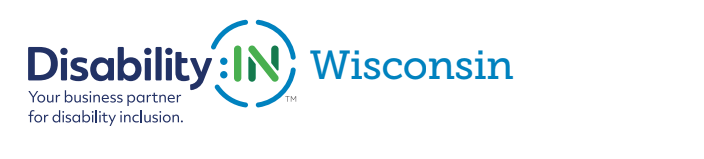 Disability:IN Wisconsin
Your business partner
for disability inclusion.
TM